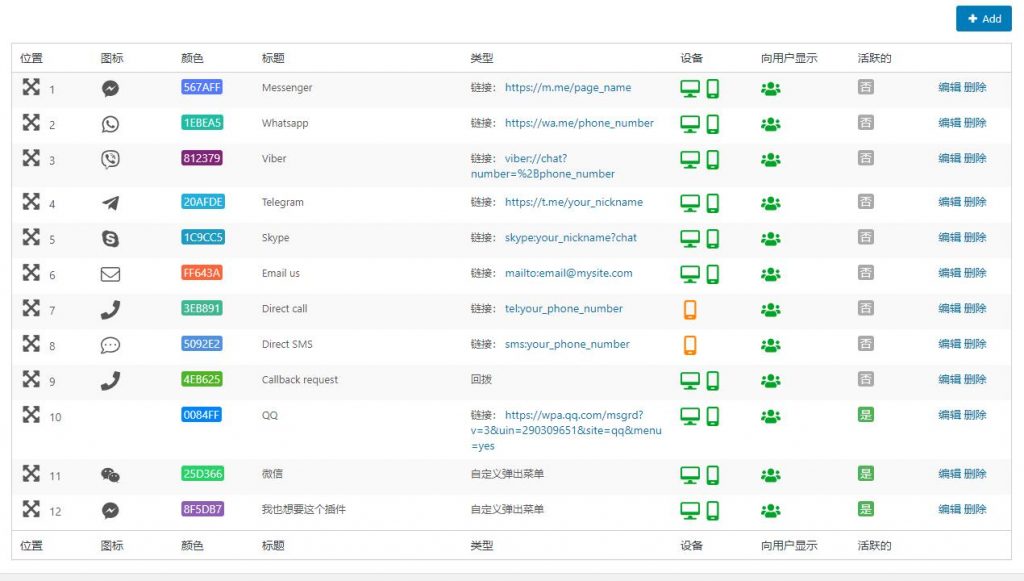 Add
位置 图标 颜色 标题 类型 设备 向用户显示 活跃的
1 567AFF Messenger 链接: https://m.me/page_name 否 编辑 删除
2 1EBEA5 Whatsapp 链接: https://wa.me/phone_number 否 编辑 删除
3 812379 Viber 链接: viber://chat? 否 编辑 删除
number=%2Bphone_number
4 20AFDE Telegram 链接: https://t.me/your_nickname 否 编辑 删除
5 1C9CC5 Skype 链接: skype:your_nickname?chat 否 编辑 删除
6 FF643A Email us 链接: mailto:email@mysite.com 否 编辑 删除
7 3EB891 Direct call 链接: tel:your_phone_number 否 编辑 删除
8 5092E2 Direct SMS 链接: sms:your_phone_number 否 编辑 删除
9 4EB625 Callback request 回拨 否 编辑 删除
10 0084FF QQ 链接: https://wpa.qq.com/msgrd? 是 编辑 删除
v=3&uin=290309651&site=qq&menu
=yes
11 25D366 微信 自定义弹出菜单 是 编辑 删除
12 8F5DB7 我也想要这个插件 自定义弹出菜单 是 编辑 删除
位置 图标 颜色 标题 类型 设备 向用户显示 活跃的